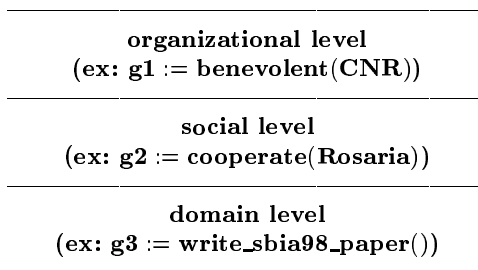 organizational level
(ex: g1 := benevolent(CNR))
social level
(ex: g2 := cooperate(Rosaria))
domain level
(ex: g3 := write_sbia98_paper())